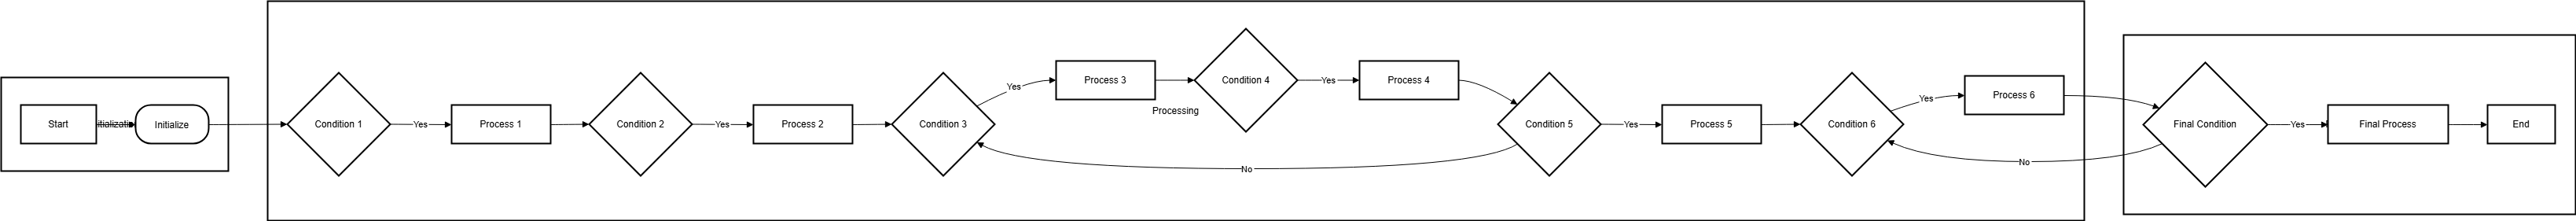 Start
Initialize
Condition 1
Yes
Process 1
Condition 2
Yes
Process 2
Condition 3
Yes
Process 3
Condition 4
Yes
Process 4
Processing
Condition 5
No
Yes
Process 5
Condition 6
Yes
Process 6
No
Final Condition
Yes
Final Process
End